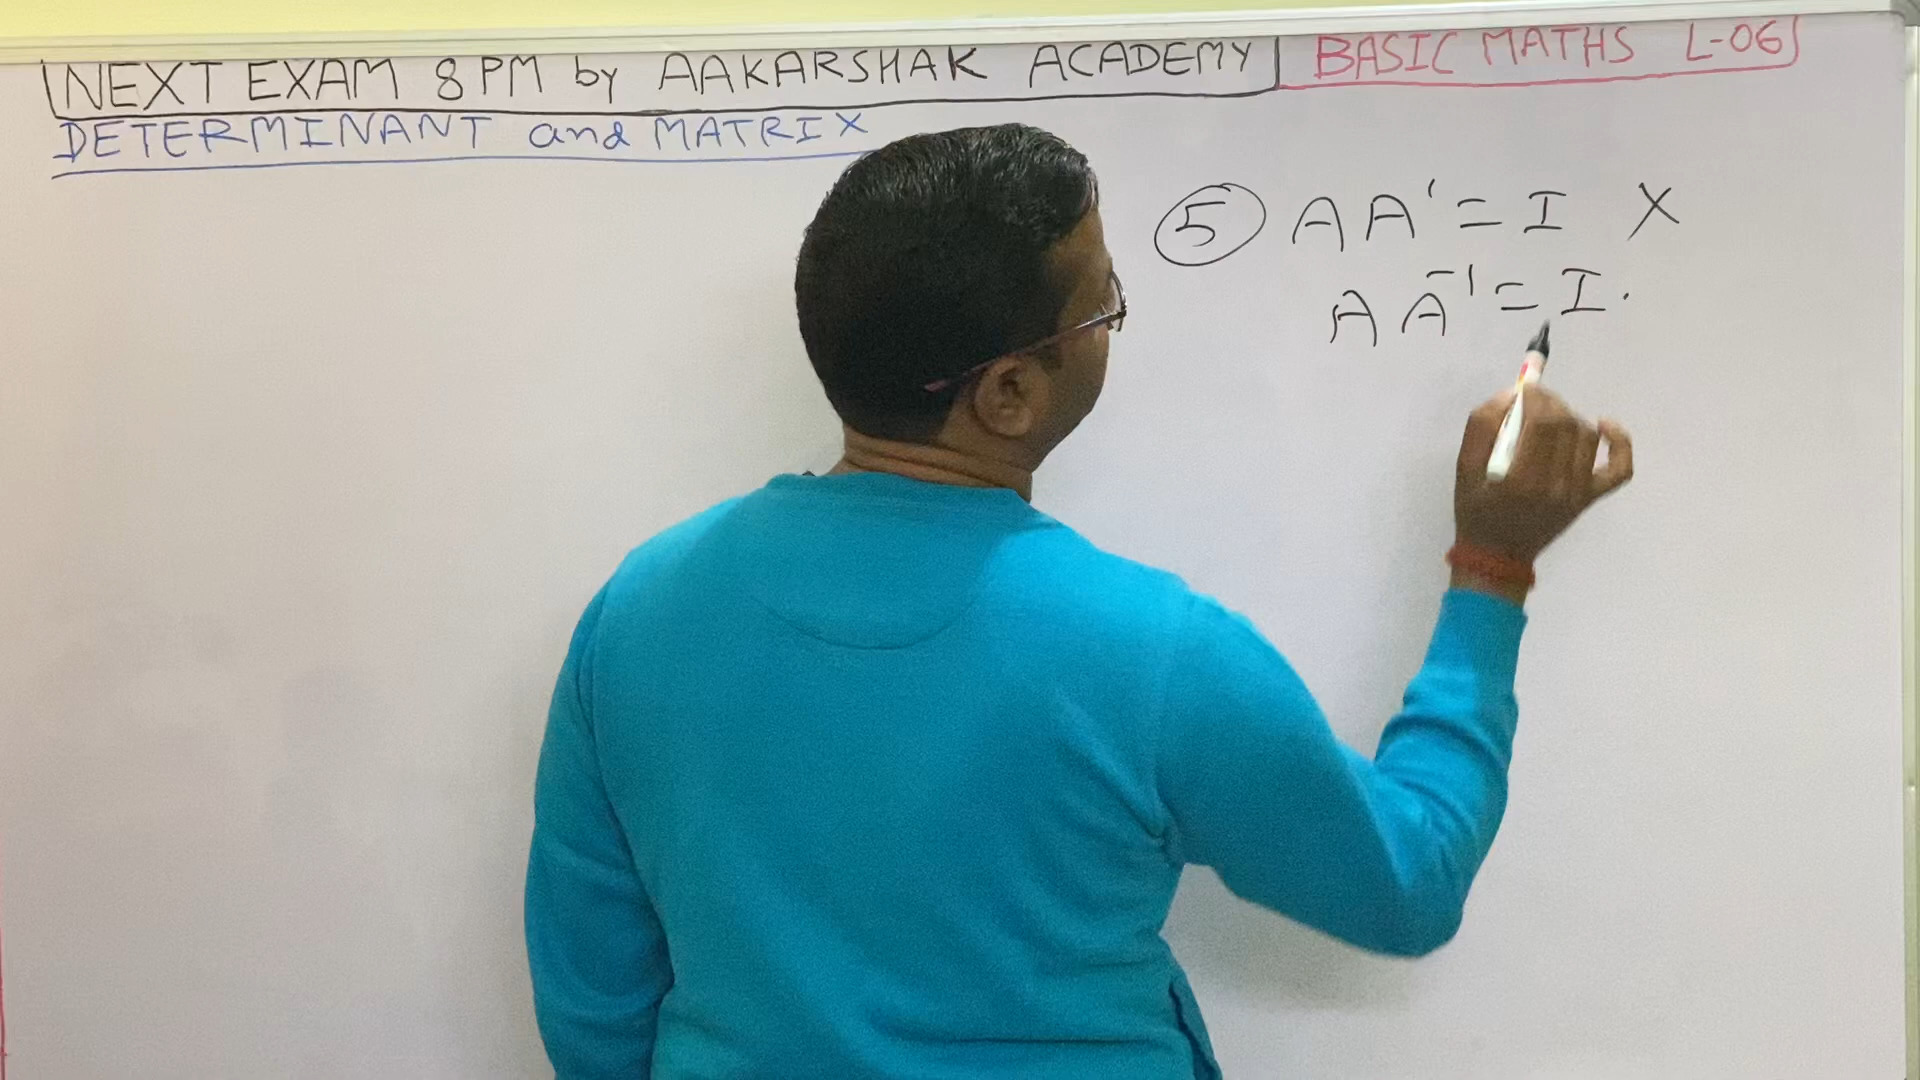 NEXT EXAM 8 PM by AAKARSHAK ACADEMY BASIC MATHS L-06
DETERMINANT and MATRIX
5 AA' = I X
AA⁻¹ = I.